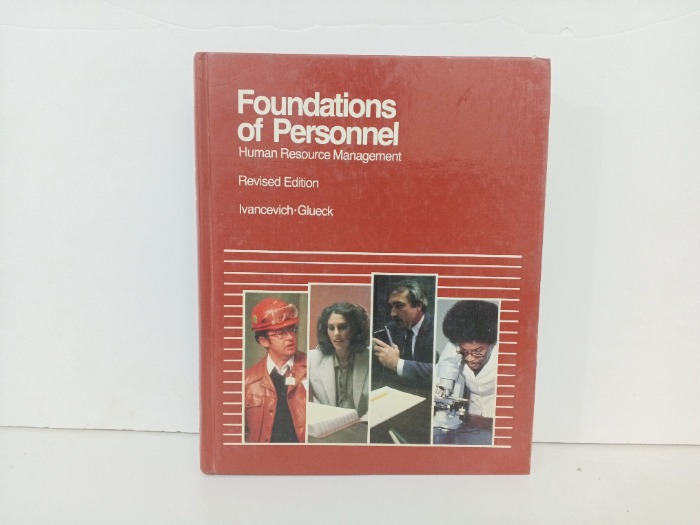 Foundations
of Personnel
Human Resource Management
Revised Edition
Ivancevich·Glueck